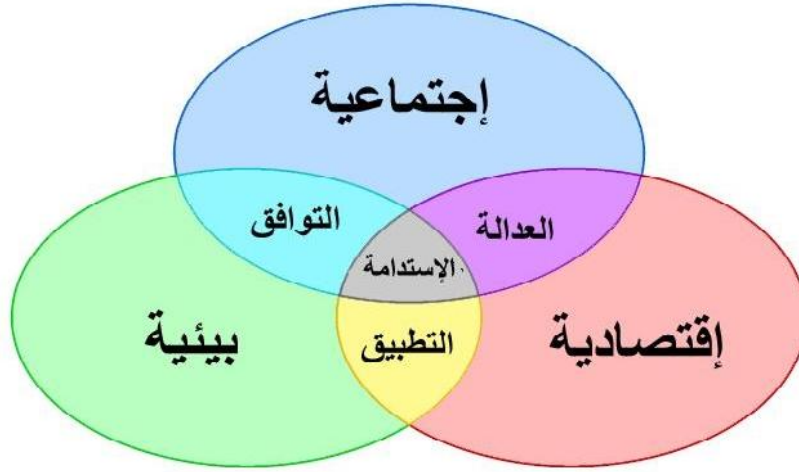 إجتماعية
التوافق
العدالة
الإستدامة
بيئية
التطبيق
إقتصادية